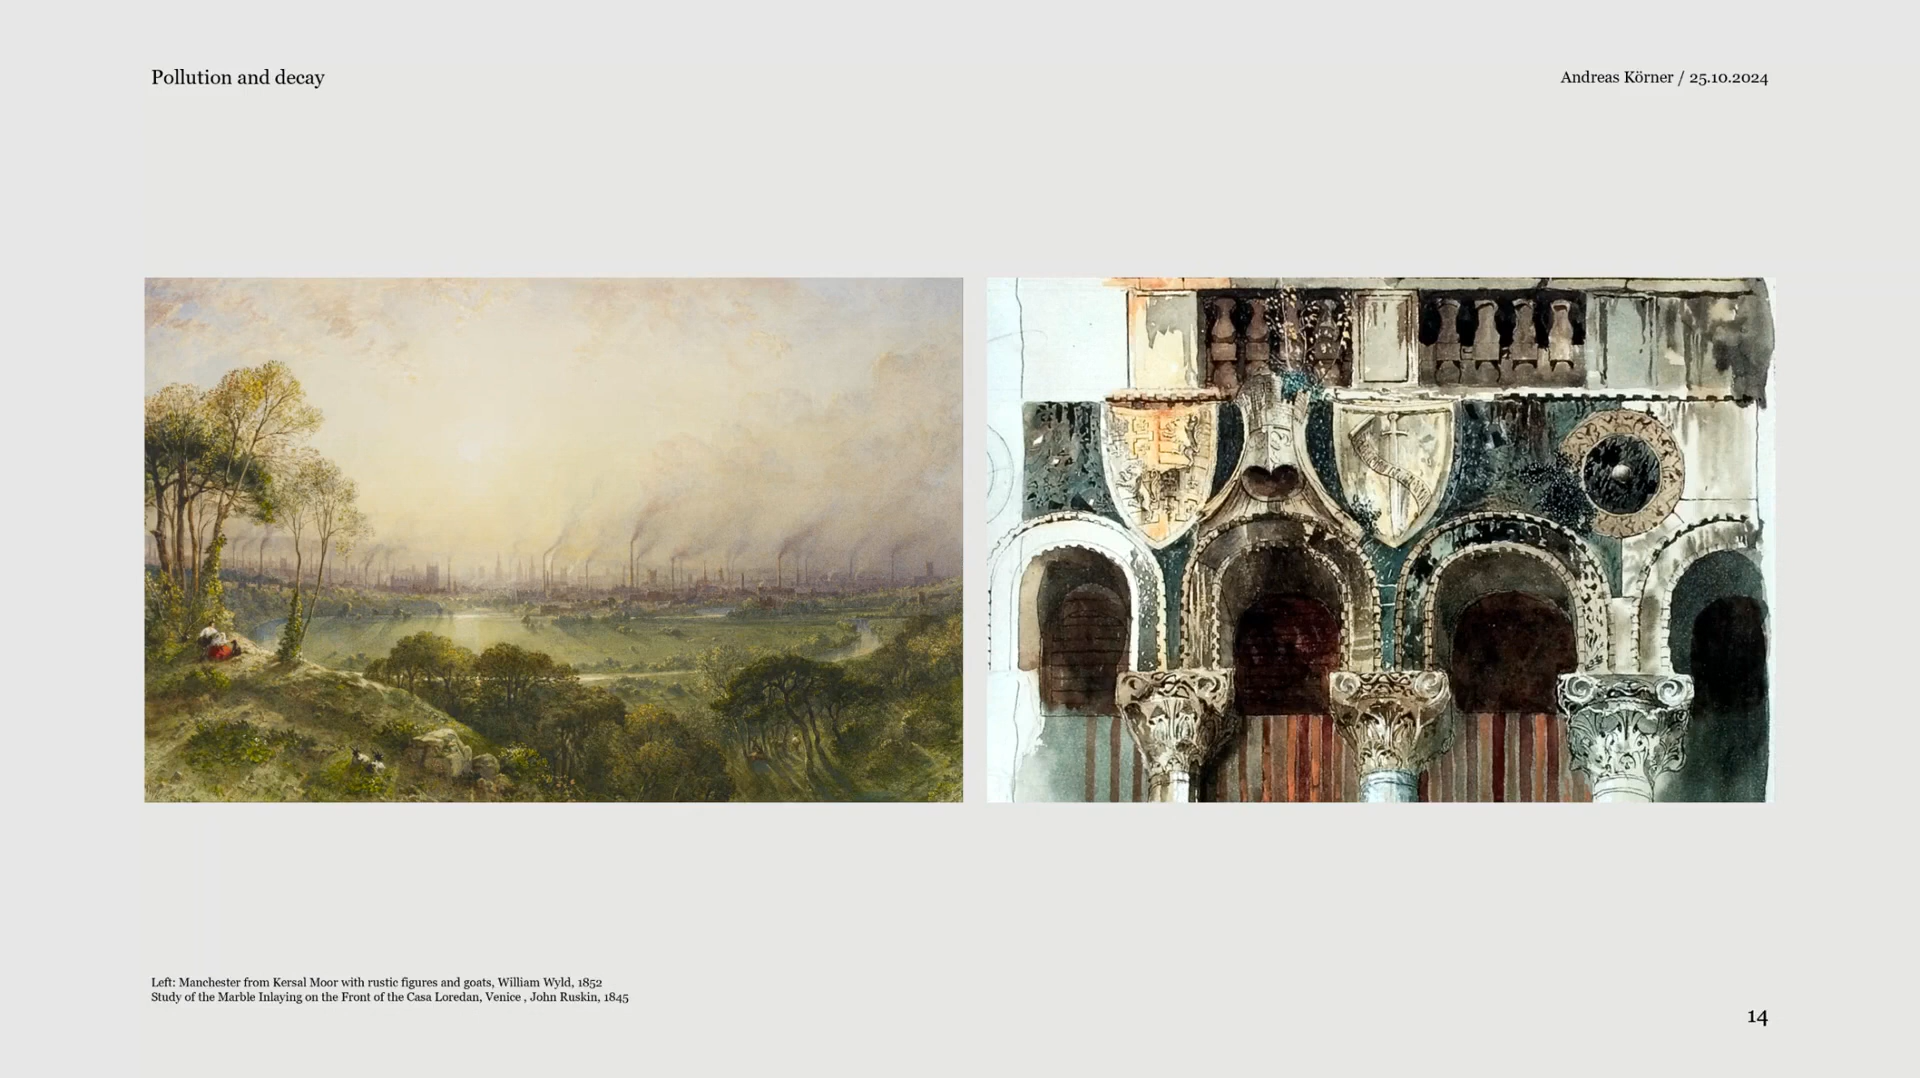 Pollution and decay
Andreas Körner / 25.10.2024
Left: Manchester from Kersal Moor with rustic figures and goats, William Wyld, 1852
Study of the Marble Inlaying on the Front of the Casa Loredan, Venice , John Ruskin, 1845
14